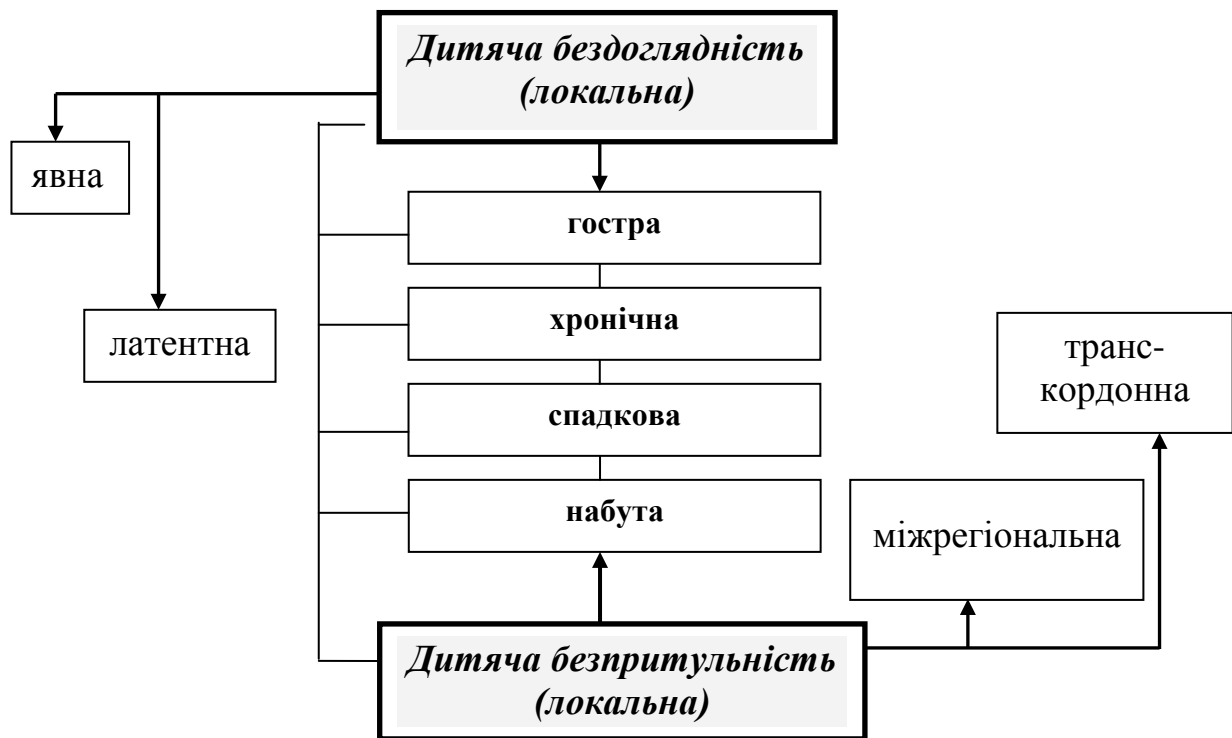 Дитяча бездоглядність
(локальна)
явна
гостра
хронічна
латентна
транс-
кордонна
спадкова
набута
міжрегіональна
Дитяча безпритульність
(локальна)